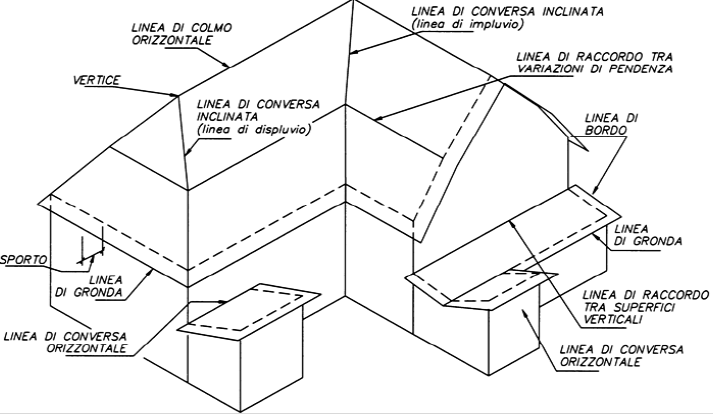 LINEA DI COLMO
ORIZZONTALE
LINEA DI CONVERSA INCLINATA
(linea di impluvio)
LINEA DI RACCORDO TRA
VARIAZIONI DI PENDENZA
VERTICE
LINEA DI CONVERSA
INCLINATA
(linea di displuvio)
LINEA DI
BORDO
LINEA
DI GRONDA
SPORTO
LINEA
DI GRONDA
LINEA DI RACCORDO
TRA SUPERFICI
VERTICALI
LINEA DI CONVERSA
ORIZZONTALE
LINEA DI CONVERSA
ORIZZONTALE